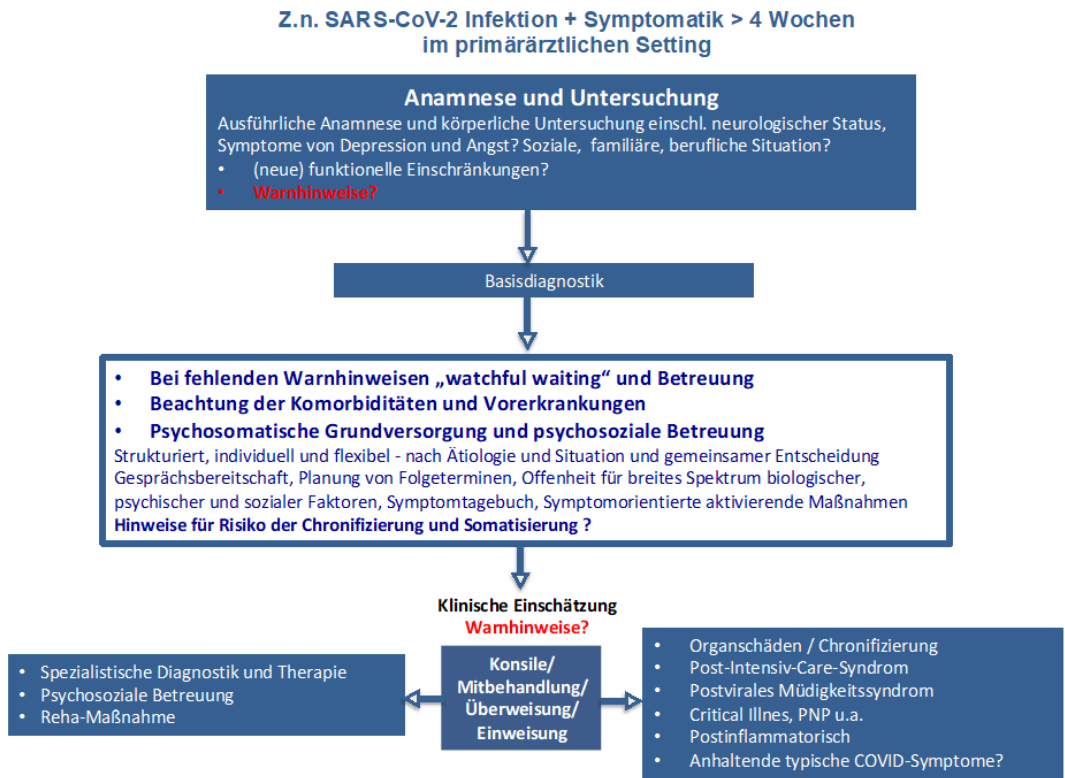 Z.n. SARS-CoV-2 Infektion + Symptomatik > 4 Wochen
im primärärztlichen Setting
Anamnese und Untersuchung
Ausführliche Anamnese und körperliche Untersuchung einschl. neurologischer Status,
Symptome von Depression und Angst? Soziale, familiäre, berufliche Situation?
• (neue) funktionelle Einschränkungen?
• Warnhinweise?
Basisdiagnostik
• Bei fehlenden Warnhinweisen „watchful waiting“ und Betreuung
• Beachtung der Komorbiditäten und Vorerkrankungen
• Psychosomatische Grundversorgung und psychosoziale Betreuung
Strukturiert, individuell und flexibel - nach Ätiologie und Situation und gemeinsamer Entscheidung
Gesprächsbereitschaft, Planung von Folgeterminen, Offenheit für breites Spektrum biologischer,
psychischer und sozialer Faktoren, Symptomtagebuch, Symptomorientierte aktivierende Maßnahmen
Hinweise für Risiko der Chronifizierung und Somatisierung ?
Klinische Einschätzung
Warnhinweise?
• Spezialistische Diagnostik und Therapie
• Psychosoziale Betreuung
• Reha-Maßnahme
Konsile/
Mitbehandlung/
Überweisung/
Einweisung
• Organschäden / Chronifizierung
• Post-Intensiv-Care-Syndrom
• Postvirales Müdigkeitssyndrom
• Critical Illnes, PNP u.a.
• Postinflammatorisch
• Anhaltende typische COVID-Symptome?